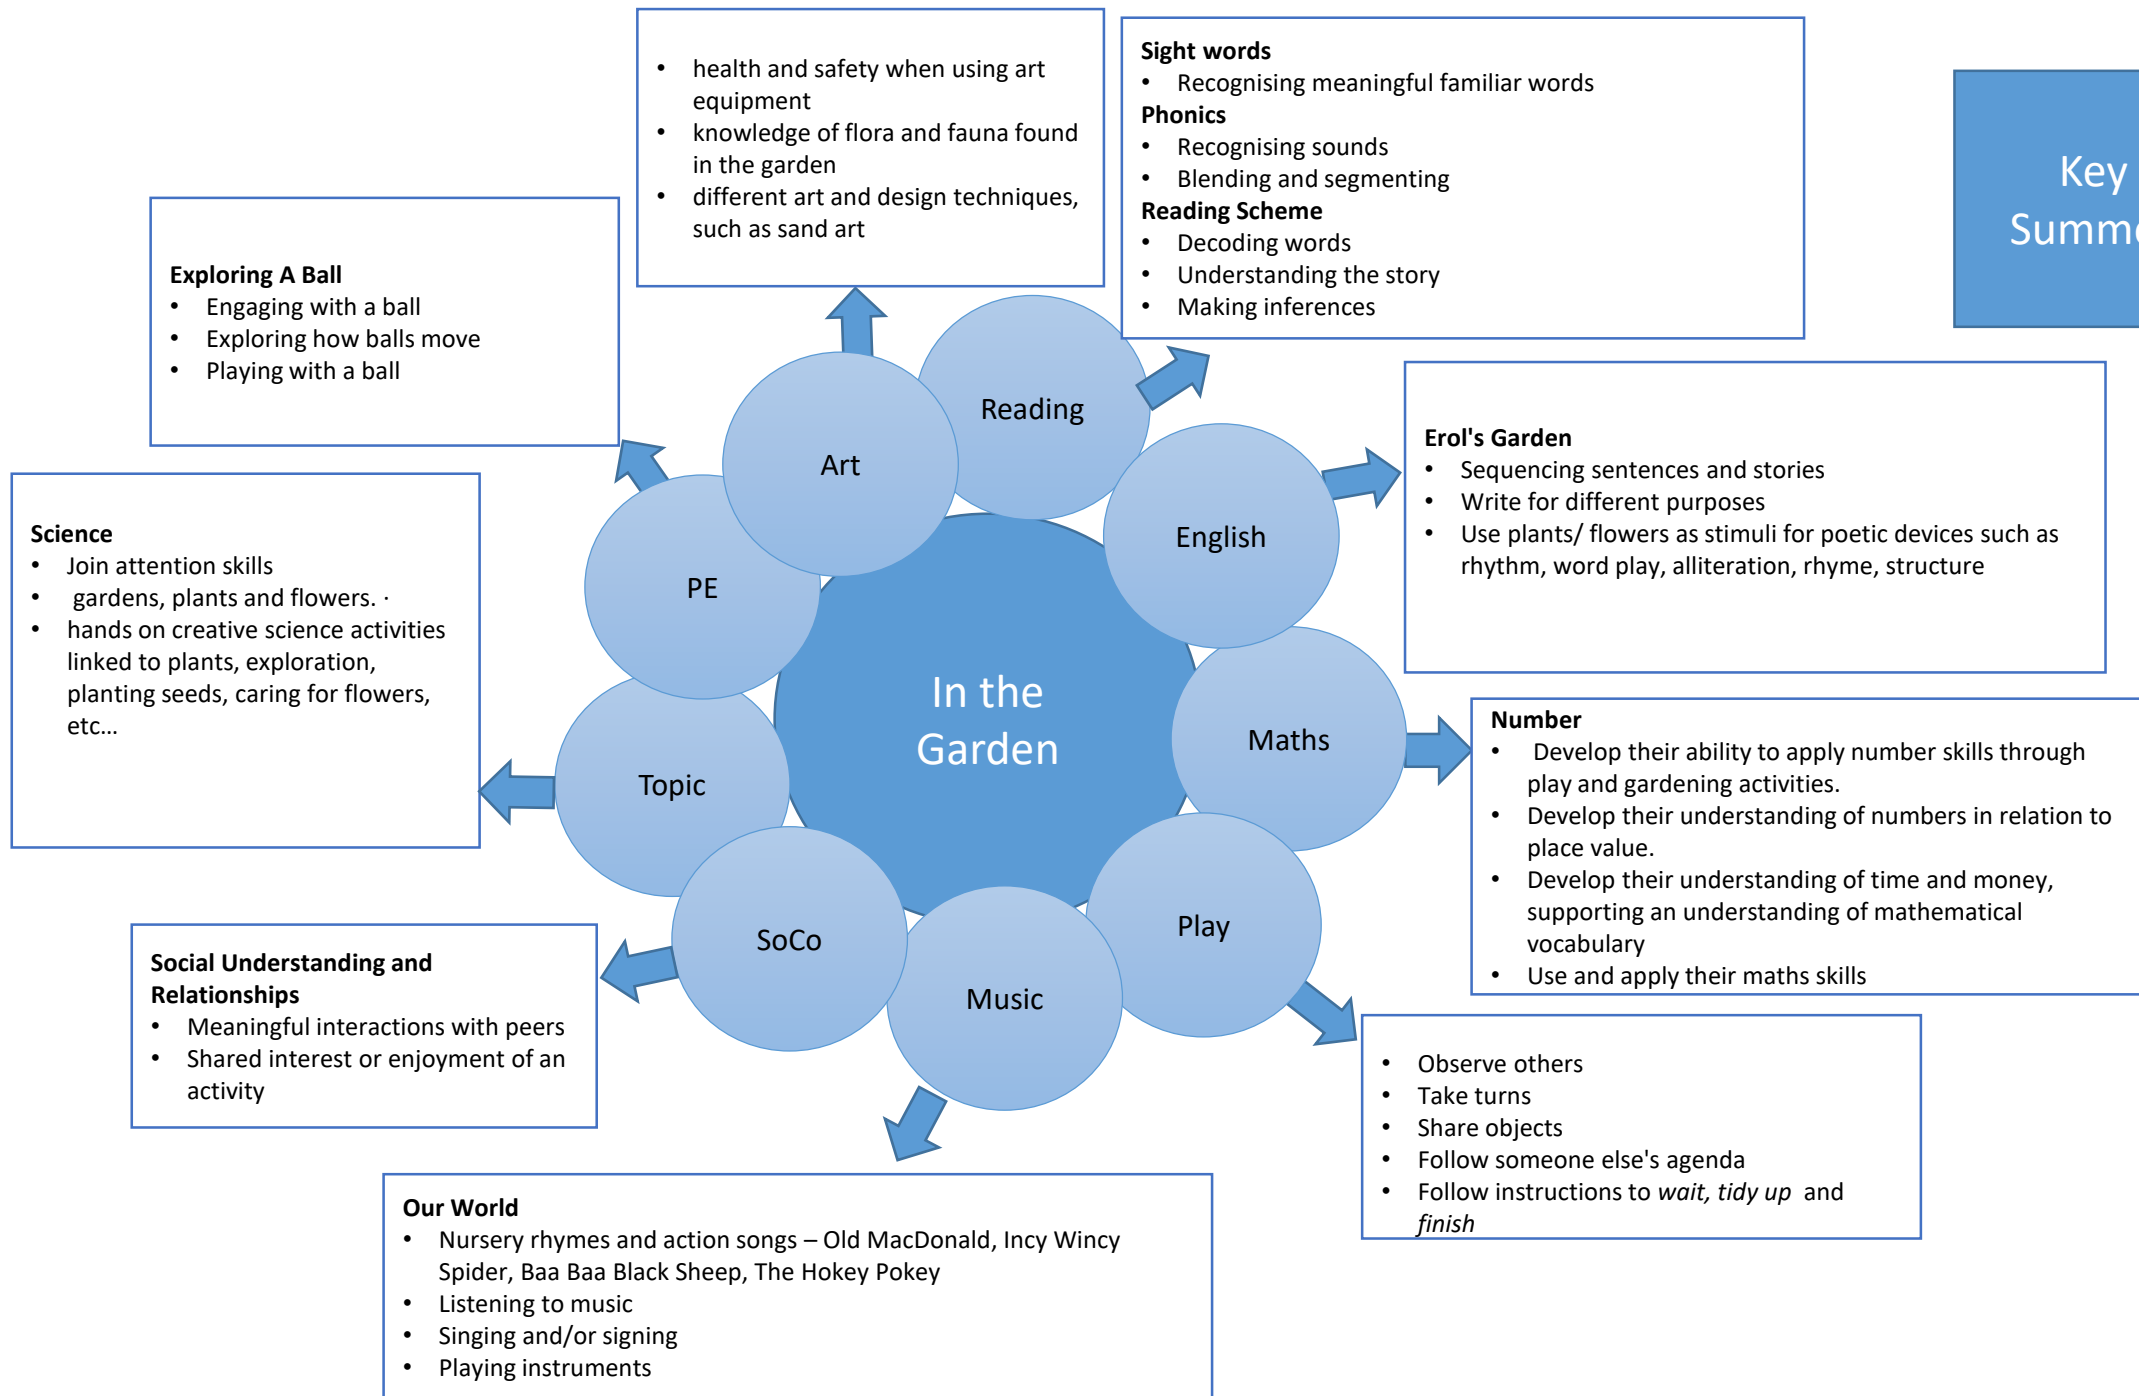 • health and safety when using art
equipment
• knowledge of flora and fauna found
in the garden
• different art and design techniques,
such as sand art
Sight words
• Recognising meaningful familiar words
Phonics
• Recognising sounds
• Blending and segmenting
Reading Scheme
• Decoding words
• Understanding the story
• Making inferences
Key
Exploring A Ball
• Engaging with a ball
• Exploring how balls move
• Playing with a ball
Erol's Garden
• Sequencing sentences and stories
• Write for different purposes
• Use plants/ flowers as stimuli for poetic devices such as
rhythm, word play, alliteration, rhyme, structure
Science
• Join attention skills
• gardens, plants and flowers. ·
• hands on creative science activities
linked to plants, exploration,
planting seeds, caring for flowers,
etc...
Reading
Art
English
PE
In the
Garden
Maths
Topic
Play
SoCo
Music
Number
• Develop their ability to apply number skills through
play and gardening activities.
• Develop their understanding of numbers in relation to
place value.
• Develop their understanding of time and money,
supporting an understanding of mathematical
vocabulary
• Use and apply their maths skills
Social Understanding and
Relationships
• Meaningful interactions with peers
• Shared interest or enjoyment of an
activity
• Observe others
• Take turns
• Share objects
• Follow someone else's agenda
• Follow instructions to wait, tidy up and
finish
Our World
• Nursery rhymes and action songs – Old MacDonald, Incy Wincy
Spider, Baa Baa Black Sheep, The Hokey Pokey
• Listening to music
• Singing and/or signing
• Playing instruments